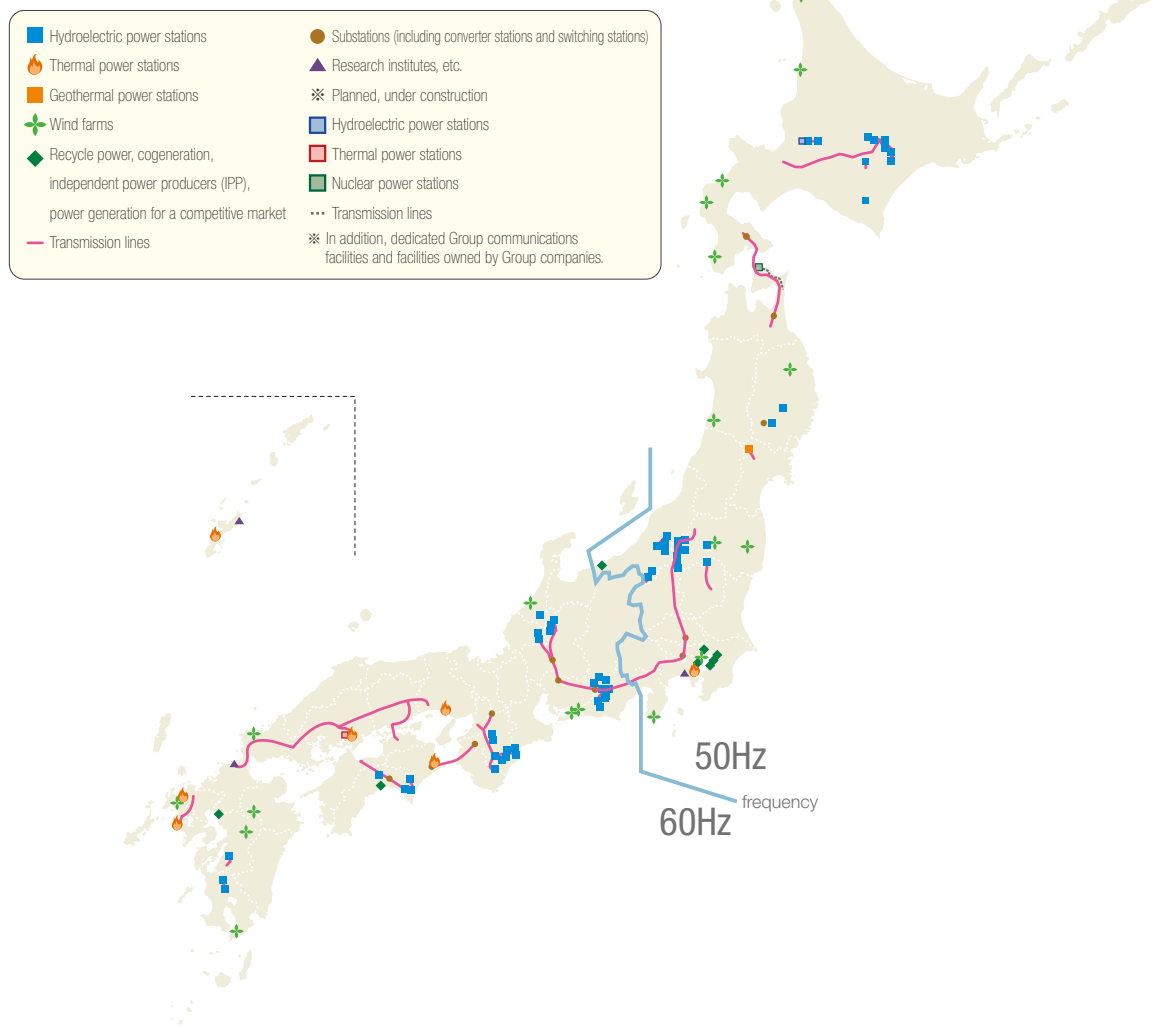 Hydroelectric power stations
Thermal power stations
Geothermal power stations
Wind farms
Recycle power, cogeneration,
independent power producers (IPP),
power generation for a competitive market
Transmission lines
Substations (including converter stations and switching stations)
Research institutes, etc.
※ Planned, under construction
Hydroelectric power stations
Thermal power stations
Nuclear power stations
Transmission lines
※ In addition, dedicated Group communications
facilities and facilities owned by Group companies.
50Hz
frequency
60Hz